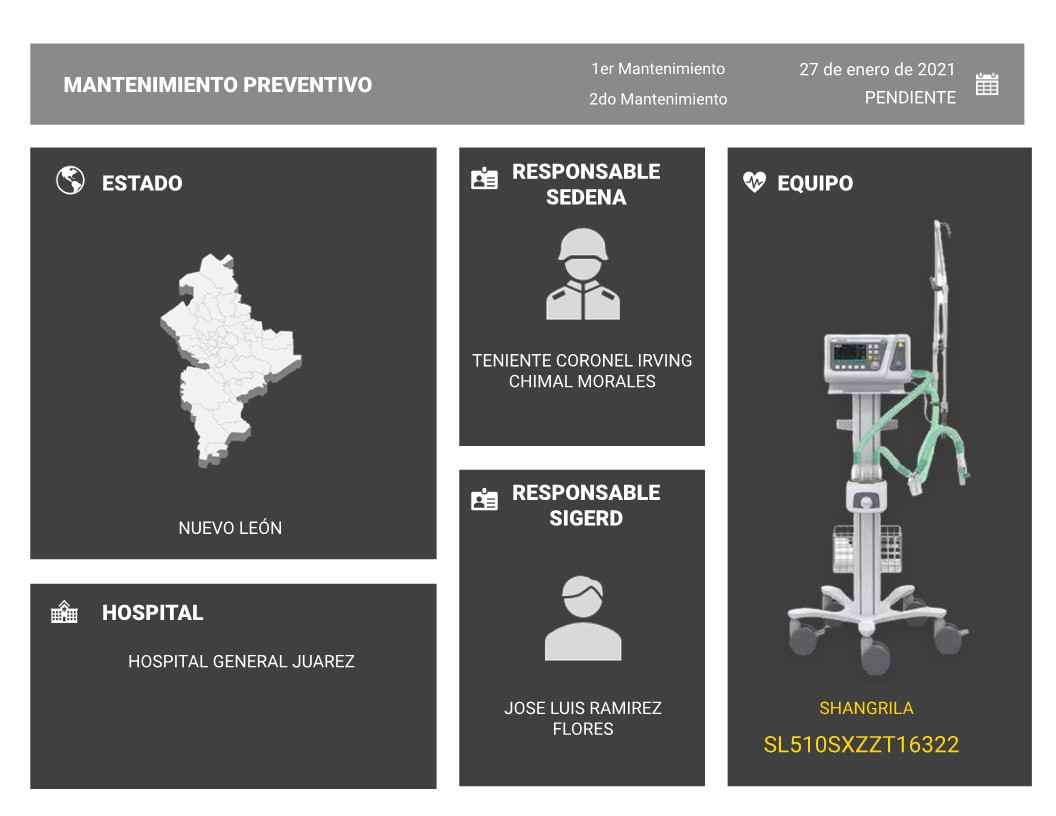 MANTENIMIENTO PREVENTIVO
1er Mantenimiento
27 de enero de 2021
2do Mantenimiento
PENDIENTE
ESTADO
NUEVO LEÓN
HOSPITAL
HOSPITAL GENERAL JUAREZ
RESPONSABLE
SEDENA
TENIENTE CORONEL IRVING
CHIMAL MORALES
RESPONSABLE
SIGERD
JOSE LUIS RAMIREZ
FLORES
EQUIPO
SHANGRILA
SL510SXZZT16322